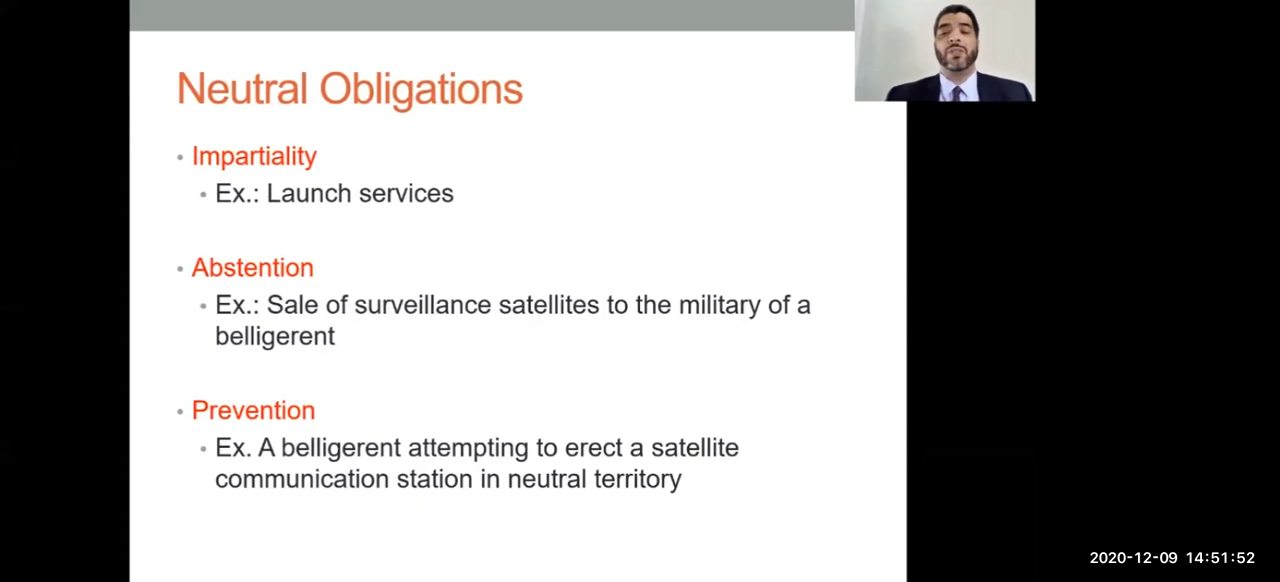 Neutral Obligations
• Impartiality
• Ex.: Launch services
• Abstention
• Ex.: Sale of surveillance satellites to the military of a
belligerent
• Prevention
• Ex. A belligerent attempting to erect a satellite
communication station in neutral territory
2020-12-09 14:51:52